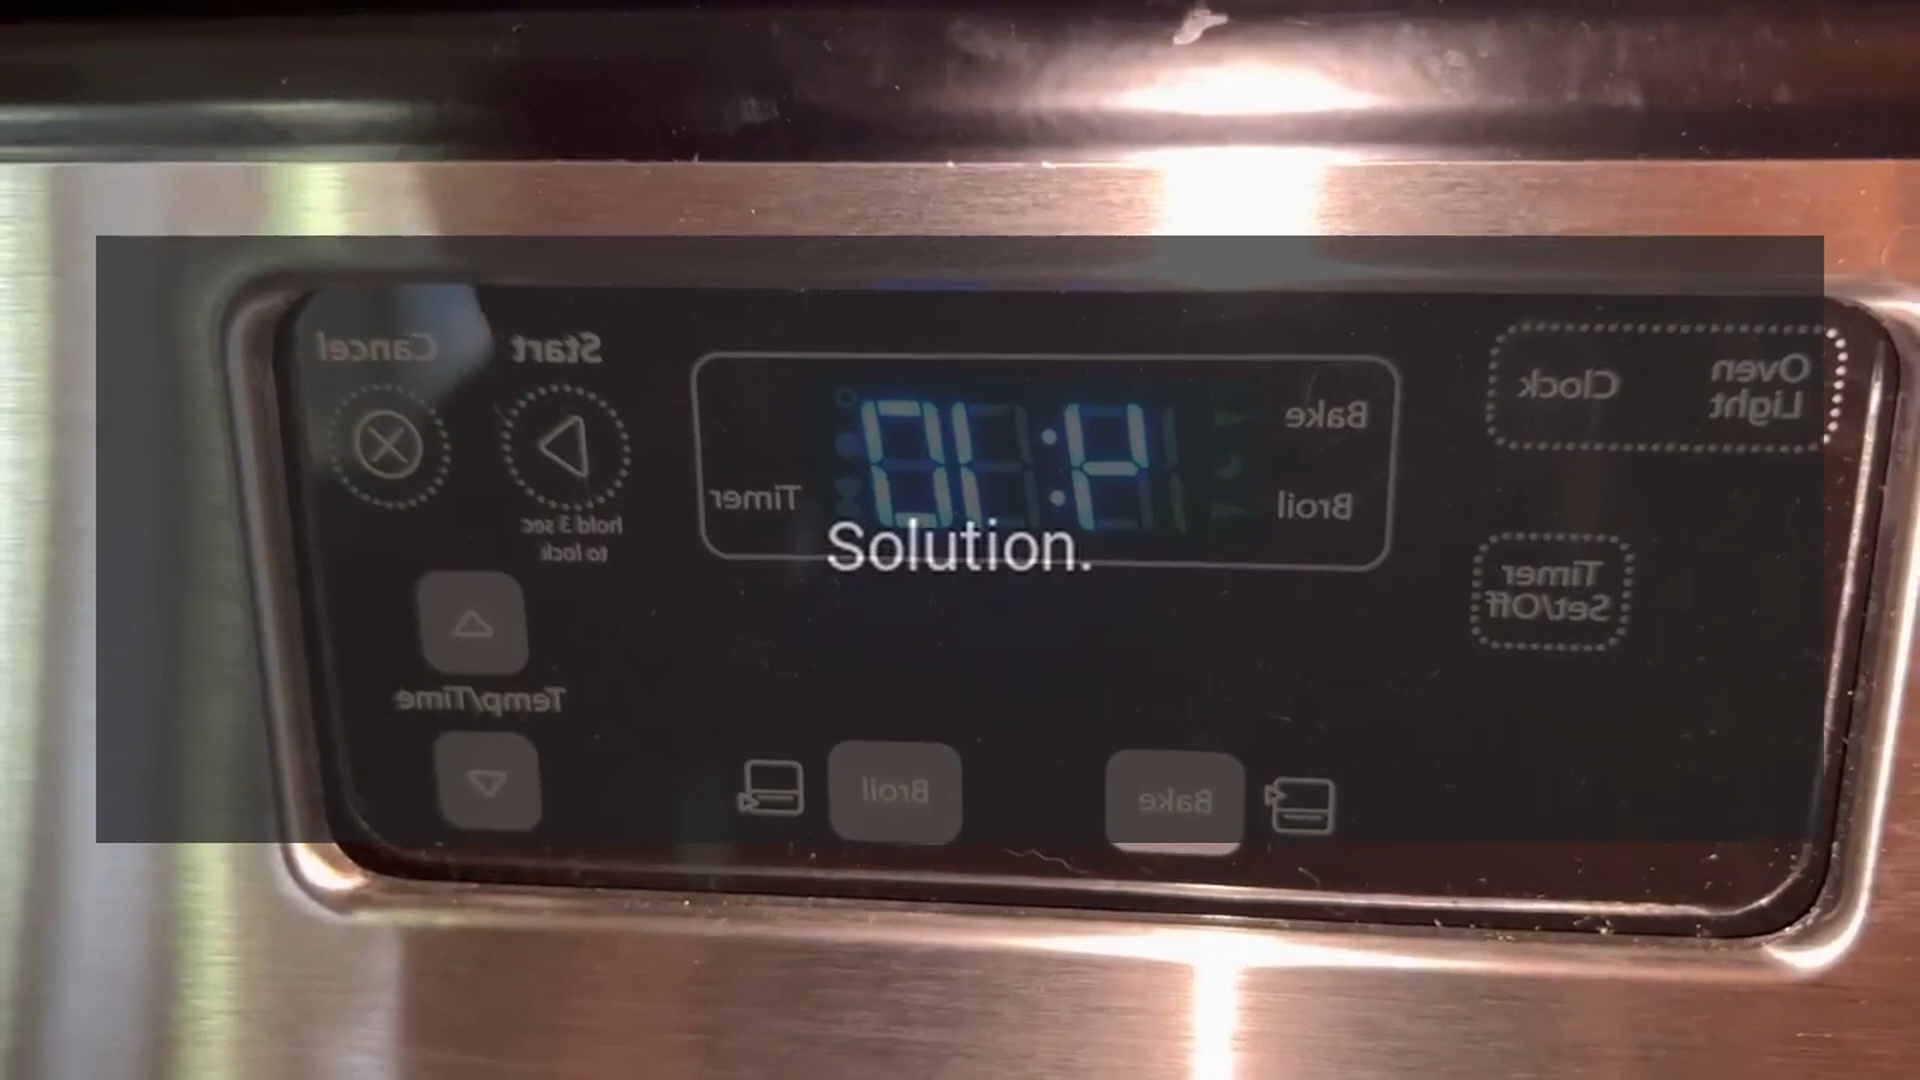 Cancel
Start
Bake
Clock
Oven
Light
Timer
Broil
hold 3 sec
to lock
Solution.
Timer
Set/Off
Temp/Time
Broil
Bake